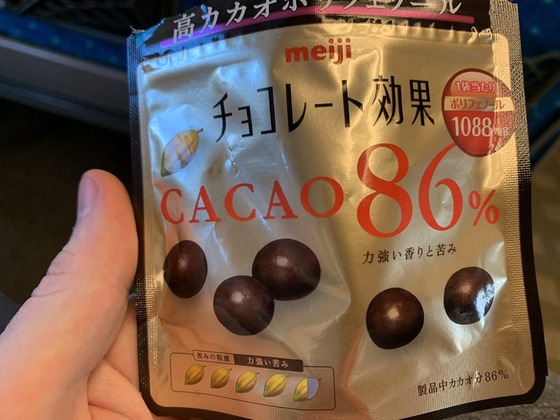 高カカオポリフェノール
meiji
チョコレート効果
1袋当たり
ポリフェノール
1088mg
CACAO 86%
力強い香りと苦み
苦みの程度 力強い苦み
製品中カカオ分86%